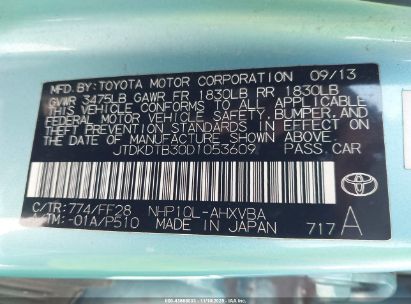 MFD. BY: TOYOTA MOTOR CORPORATION 09/13
GVWR 3475LB GAWR FR 1830LB RR 1830LB
THIS VEHICLE CONFORMS TO ALL APPLICABLE
FEDERAL MOTOR VEHICLE SAFETY, BUMPER, AND
THEFT PREVENTION STANDARDS IN EFFECT ON
THE DATE OF MANUFACTURE SHOWN ABOVE.
JTDKDTB30D1053609 PASS.CAR
C/TR:774/FF28 NHP10L-AHXVBA
A/TM:-01A/P510 MADE IN JAPAN 717A
TOYOTA